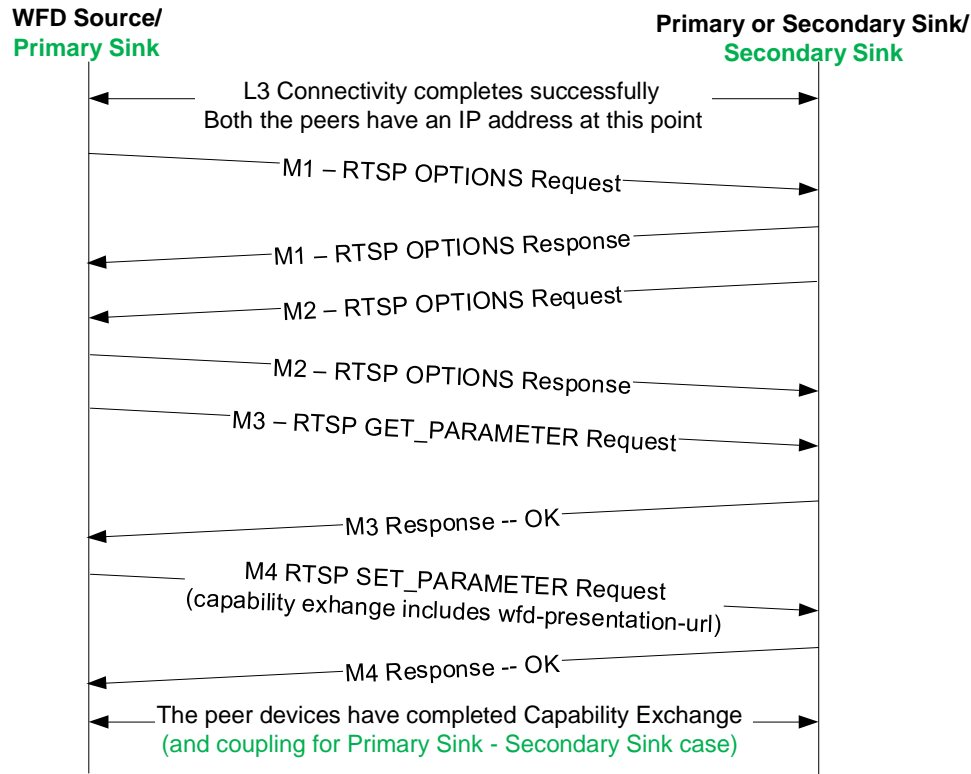 WFD Source/
Primary Sink
Primary or Secondary Sink/
Secondary Sink
L3 Connectivity completes successfully
Both the peers have an IP address at this point
M1 – RTSP OPTIONS Request
M1 – RTSP OPTIONS Response
M2 – RTSP OPTIONS Request
M2 – RTSP OPTIONS Response
M3 – RTSP GET_PARAMETER Request
M3 Response -- OK
M4 RTSP SET_PARAMETER Request
(capability exhange includes wfd-presentation-url)
M4 Response -- OK
The peer devices have completed Capability Exchange
(and coupling for Primary Sink - Secondary Sink case)